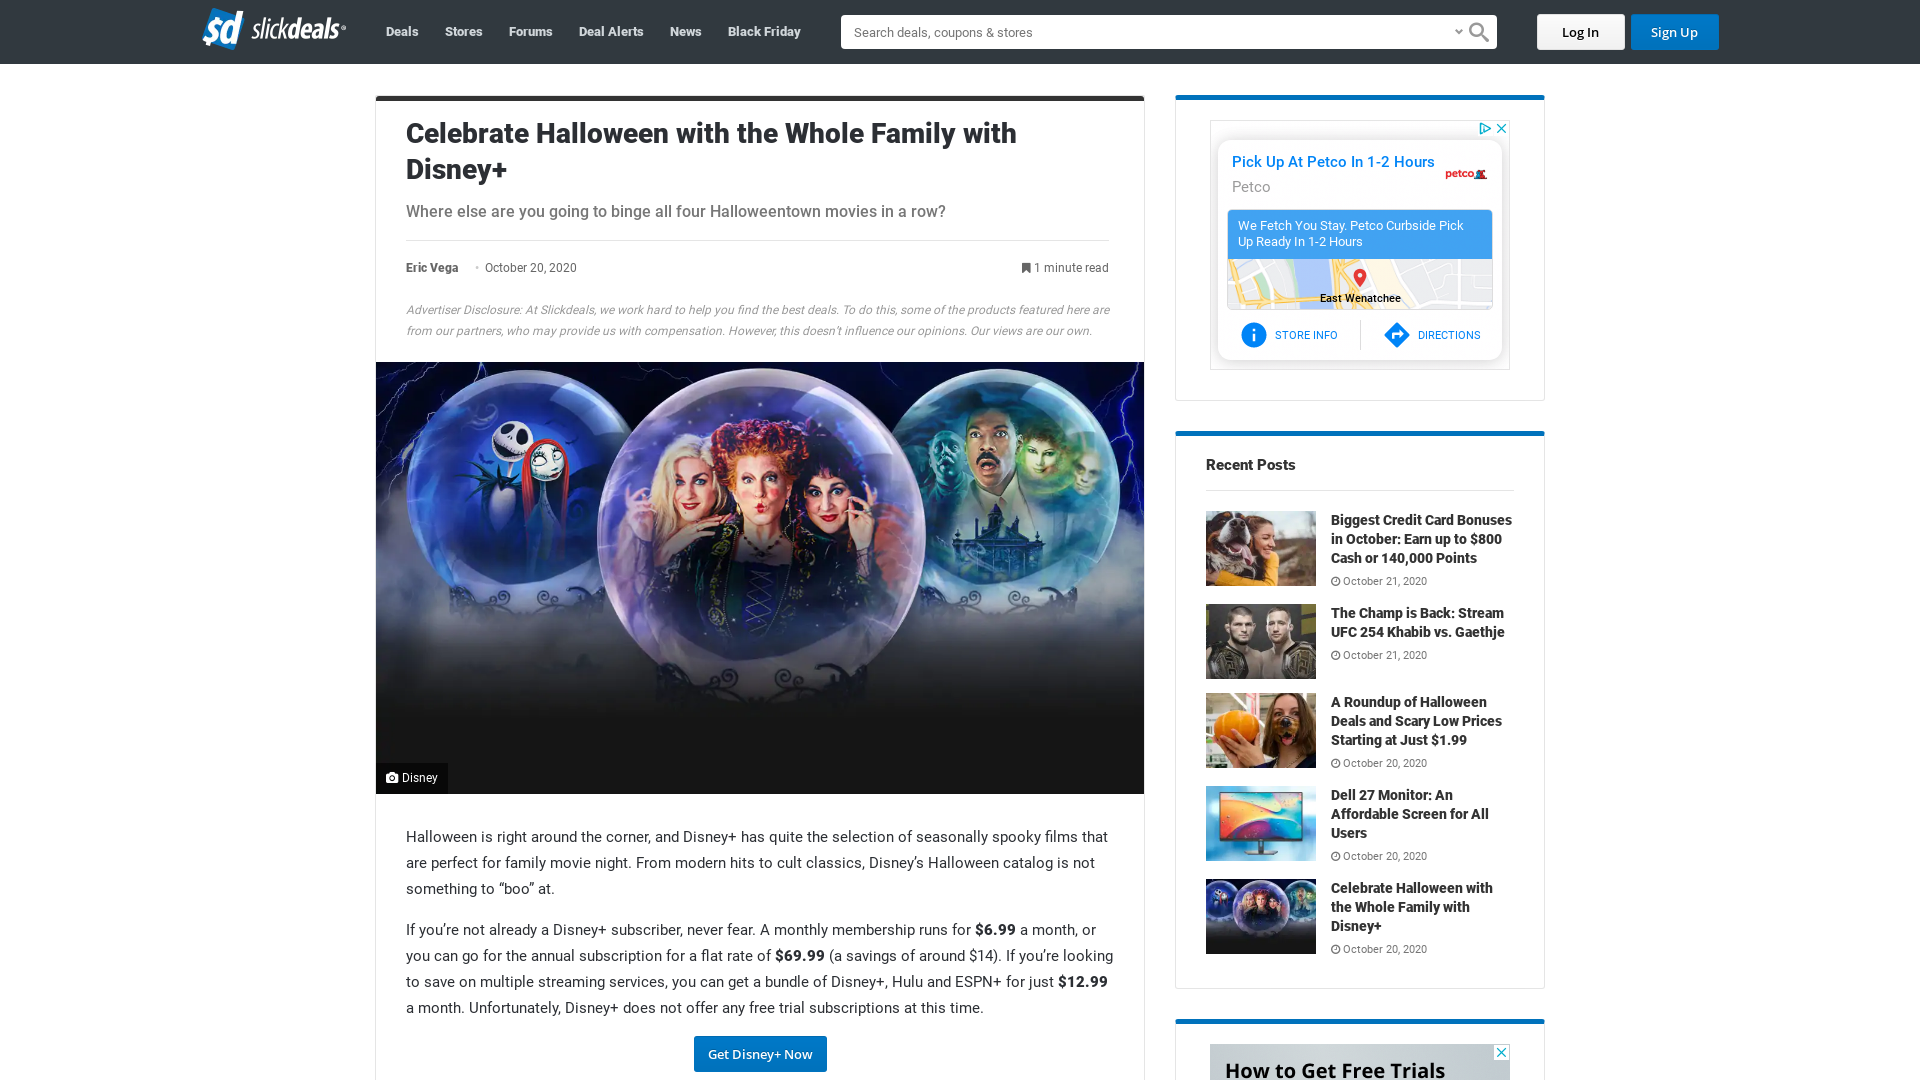 sd slickdeals®
Deals
Stores
Forums
Deal Alerts
News
Black Friday
Search deals, coupons & stores
Log In
Sign Up
Celebrate Halloween with the Whole Family with
Disney+
Where else are you going to binge all four Halloweentown movies in a row?
Eric Vega • October 20, 2020
1 minute read
Advertiser Disclosure: At Slickdeals, we work hard to help you find the best deals. To do this, some of the products featured here are
from our partners, who may provide us with compensation. However, this doesn't influence our opinions. Our views are our own.
Disney
Halloween is right around the corner, and Disney+ has quite the selection of seasonally spooky films that
are perfect for family movie night. From modern hits to cult classics, Disney’s Halloween catalog is not
something to “boo” at.
If you’re not already a Disney+ subscriber, never fear. A monthly membership runs for $6.99 a month, or
you can go for the annual subscription for a flat rate of $69.99 (a savings of around $14). If you’re looking
to save on multiple streaming services, you can get a bundle of Disney+, Hulu and ESPN+ for just $12.99
a month. Unfortunately, Disney+ does not offer any free trial subscriptions at this time.
Get Disney+ Now
Pick Up At Petco In 1-2 Hours
Petco
petco
We Fetch You Stay. Petco Curbside Pick
Up Ready In 1-2 Hours
East Wenatchee
STORE INFO
DIRECTIONS
Recent Posts
Biggest Credit Card Bonuses
in October: Earn up to $800
Cash or 140,000 Points
October 21, 2020
The Champ is Back: Stream
UFC 254 Khabib vs. Gaethje
October 21, 2020
A Roundup of Halloween
Deals and Scary Low Prices
Starting at Just $1.99
October 20, 2020
Dell 27 Monitor: An
Affordable Screen for All
Users
October 20, 2020
Celebrate Halloween with
the Whole Family with
Disney+
October 20, 2020
How to Get Free Trials